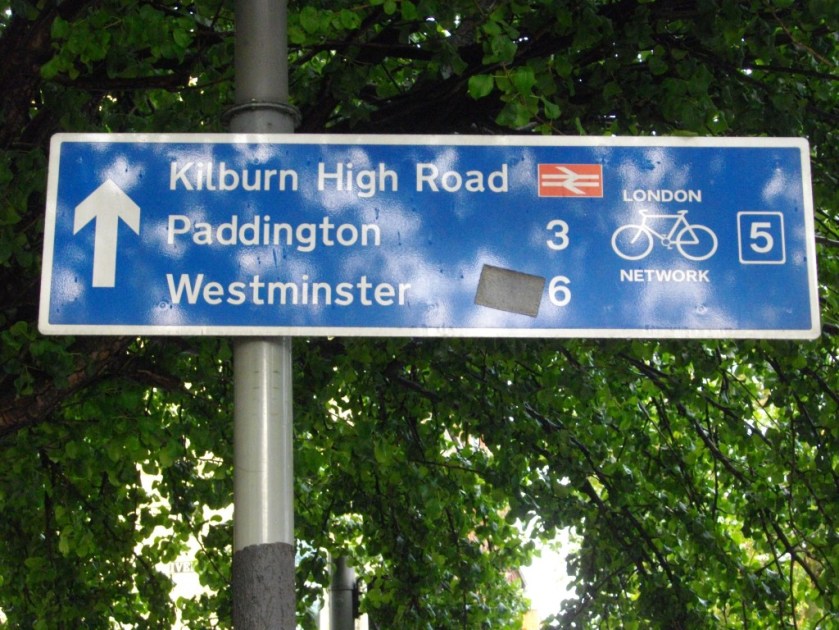 Kilburn High Road
Paddington 3
Westminster 6
LONDON
NETWORK
5